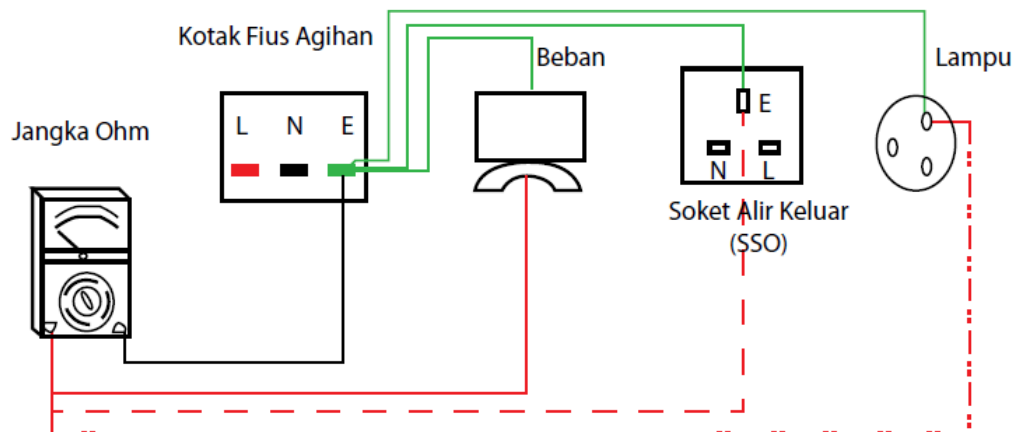 Kotak Fius Agihan
Beban
Lampu
Jangka Ohm
L N E
E
N L
Soket Alir Keluar
(SSO)